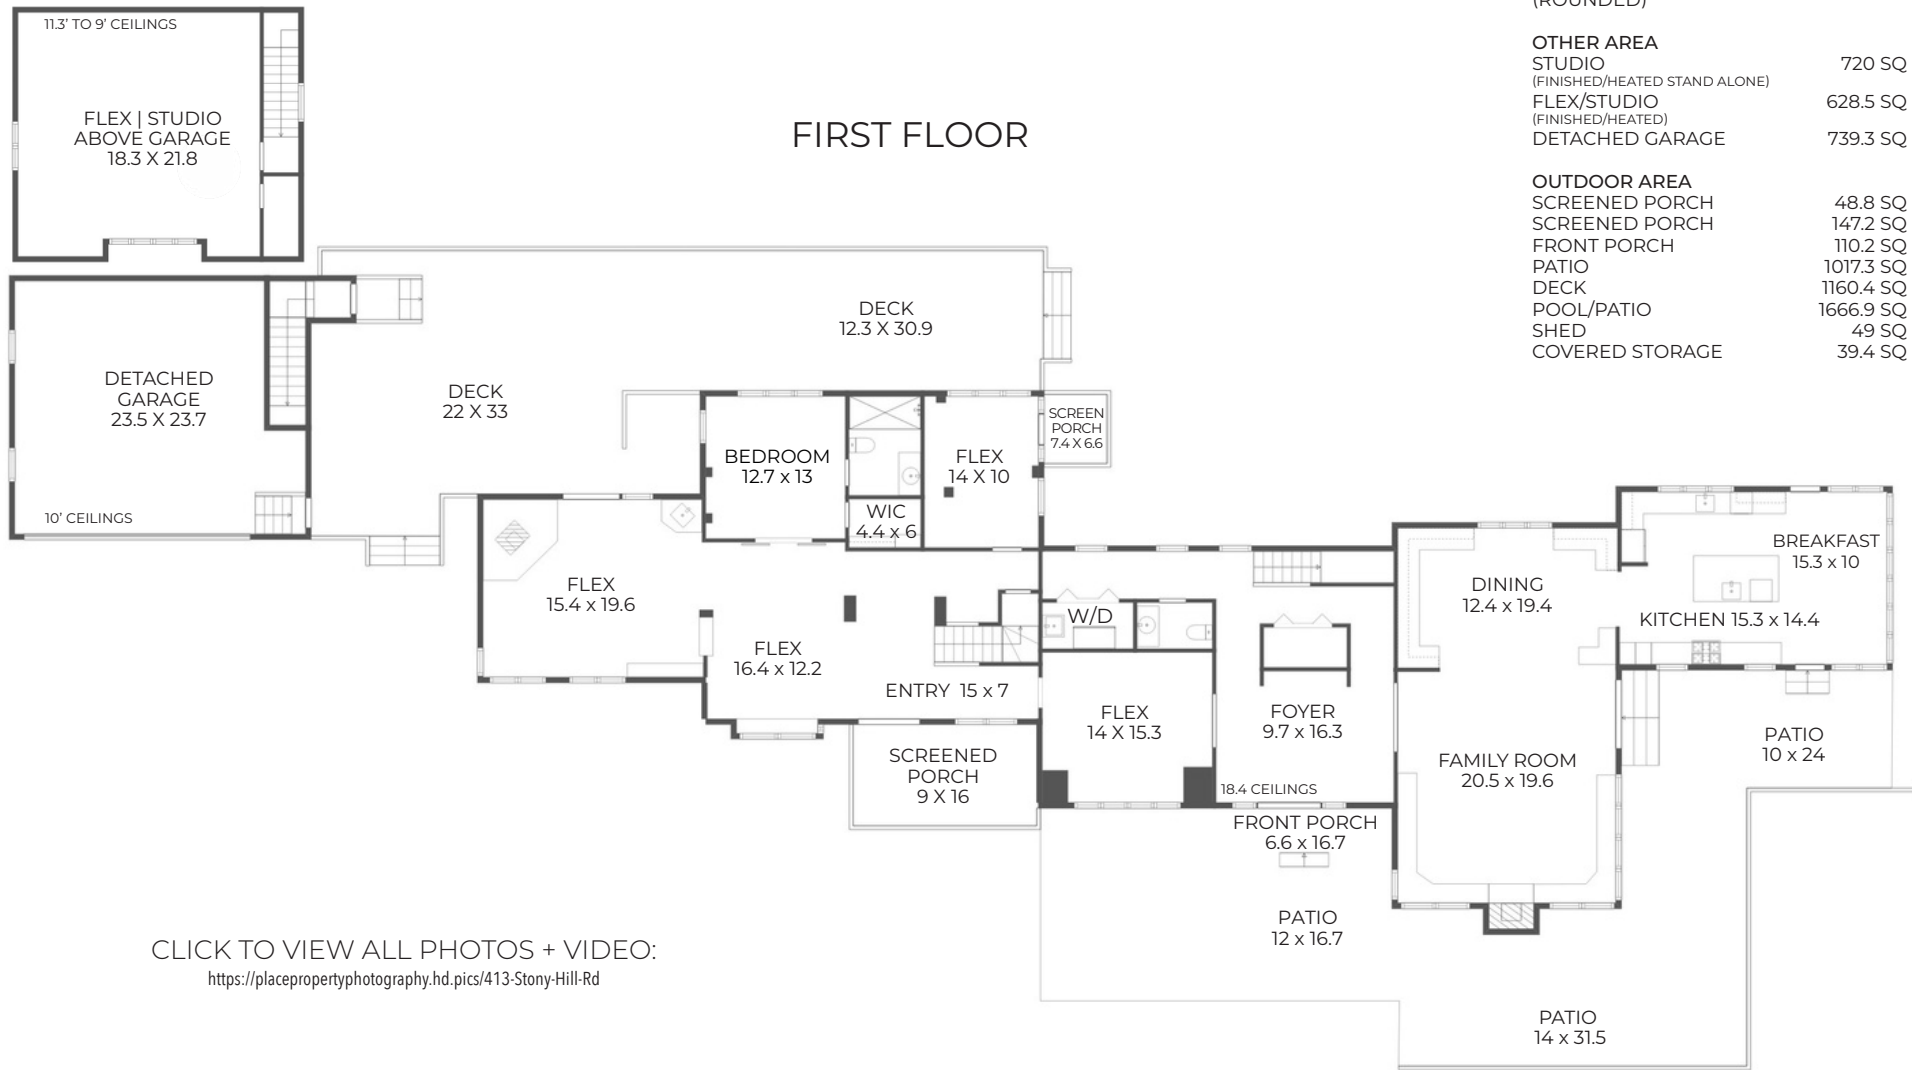 (ROUNDED)
OTHER AREA
STUDIO 720 SQ
(FINISHED/HEATED STAND ALONE)
FLEX/STUDIO 628.5 SQ
(FINISHED/HEATED)
DETACHED GARAGE 739.3 SQ
OUTDOOR AREA
SCREENED PORCH 48.8 SQ
SCREENED PORCH 147.2 SQ
FRONT PORCH 110.2 SQ
PATIO 1017.3 SQ
DECK 1160.4 SQ
POOL/PATIO 1666.9 SQ
SHED 49 SQ
COVERED STORAGE 39.4 SQ
FIRST FLOOR
11.3' TO 9' CEILINGS
FLEX | STUDIO
ABOVE GARAGE
18.3 X 21.8
DETACHED
GARAGE
23.5 X 23.7
10' CEILINGS
DECK
22 X 33
DECK
12.3 X 30.9
BEDROOM
12.7 x 13
WIC
4.4 x 6
FLEX
14 X 10
SCREEN
PORCH
7.4 X 6.6
FLEX
15.4 x 19.6
FLEX
16.4 x 12.2
ENTRY 15 x 7
SCREENED
PORCH
9 X 16
W/D
FLEX
14 X 15.3
FOYER
9.7 x 16.3
18.4 CEILINGS
FRONT PORCH
6.6 x 16.7
PATIO
12 x 16.7
DINING
12.4 x 19.4
FAMILY ROOM
20.5 x 19.6
BREAKFAST
15.3 x 10
KITCHEN 15.3 x 14.4
PATIO
10 x 24
PATIO
14 x 31.5
CLICK TO VIEW ALL PHOTOS + VIDEO:
https://placepropertyphotography.hd.pics/413-Stony-Hill-Rd